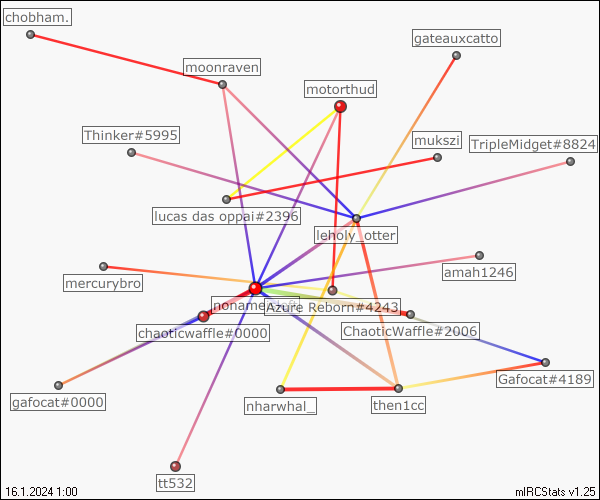 chobham.
gateauxcatto
moonraven
motorthud
Thinker#5995
mukszi
TripleMidget#8824
lucas das oppai#2396
leholy_otter
amah1246
mercurybro
Azure Reborn#4243
chaoticwaffle#0000
ChaoticWaffle#2006
Gafocat#4189
gafocat#0000
nharwhal_
then1cc
tt532
16.1.2024 1:00
mIRCStats v1.25